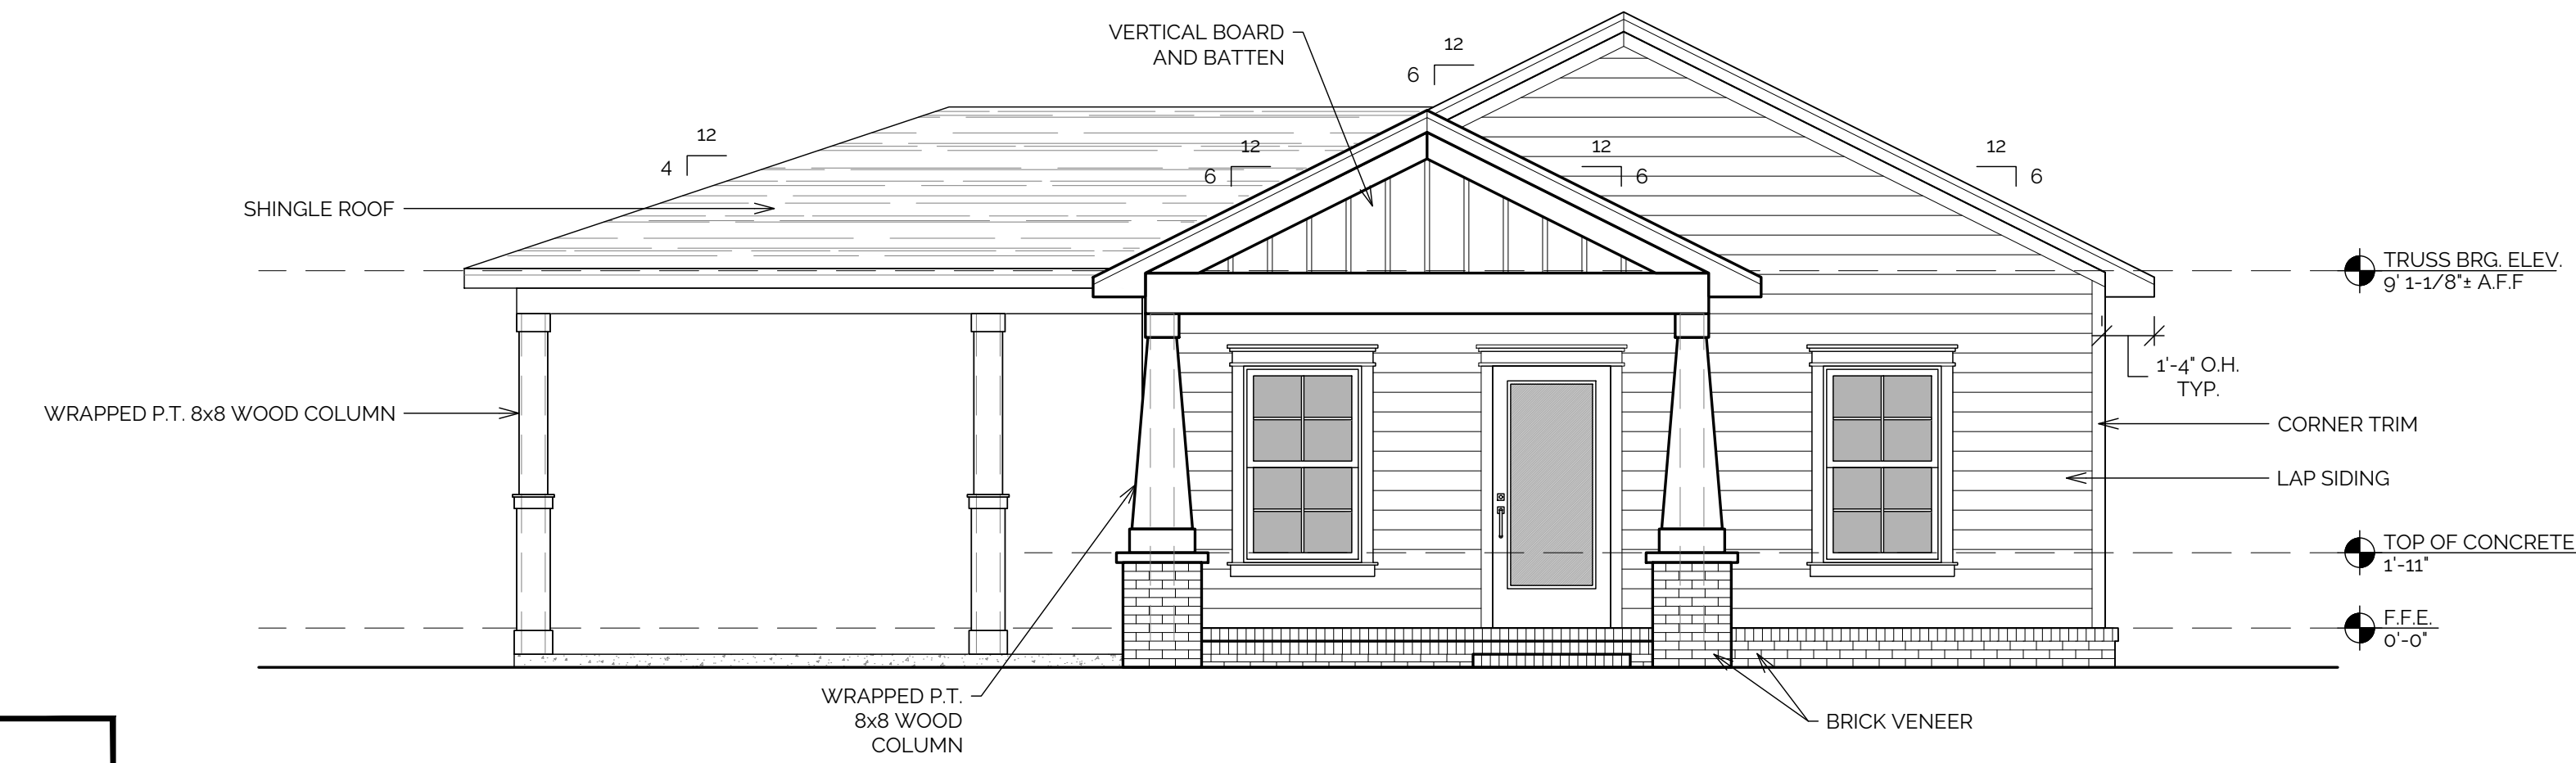 VERTICAL BOARD
AND BATTEN
12
6
12
4
12
6
12
6
12
6
SHINGLE ROOF
TRUSS BRG. ELEV.
9' 1-1/8"± A.F.F
1'-4" O.H.
TYP.
WRAPPED P.T. 8x8 WOOD COLUMN
CORNER TRIM
LAP SIDING
TOP OF CONCRETE
1'-11"
F.F.E.
0'-0"
WRAPPED P.T.
8x8 WOOD
COLUMN
BRICK VENEER